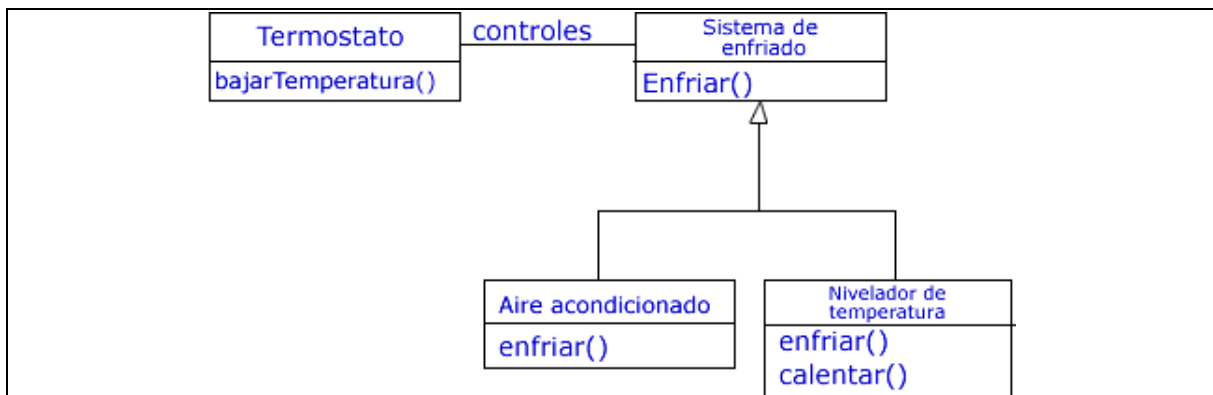 Termostato
bajarTemperatura()
controles
Sistema de
enfriado
Enfriar()
Aire acondicionado
enfriar()
Nivelador de
temperatura
enfriar()
calentar()